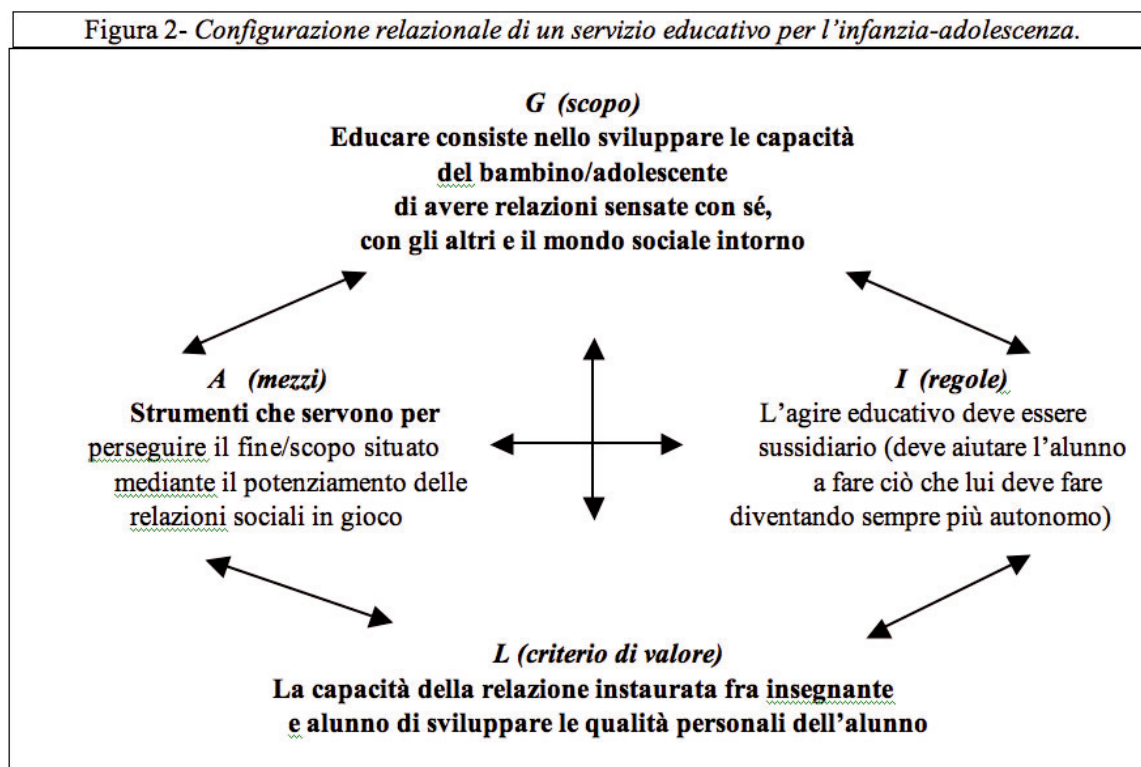 Figura 2- Configurazione relazionale di un servizio educativo per l’infanzia-adolescenza.
G (scopo)
Educare consiste nello sviluppare le capacità
del bambino/adolescente
di avere relazioni sensate con sé,
con gli altri e il mondo sociale intorno
A (mezzi)
Strumenti che servono per
perseguire il fine/scopo situato
mediante il potenziamento delle
relazioni sociali in gioco
I (regole)
L’agire educativo deve essere
sussidiario (deve aiutare l’alunno
a fare ciò che lui deve fare
diventando sempre più autonomo)
L (criterio di valore)
La capacità della relazione instaurata fra insegnante
e alunno di sviluppare le qualità personali dell’alunno